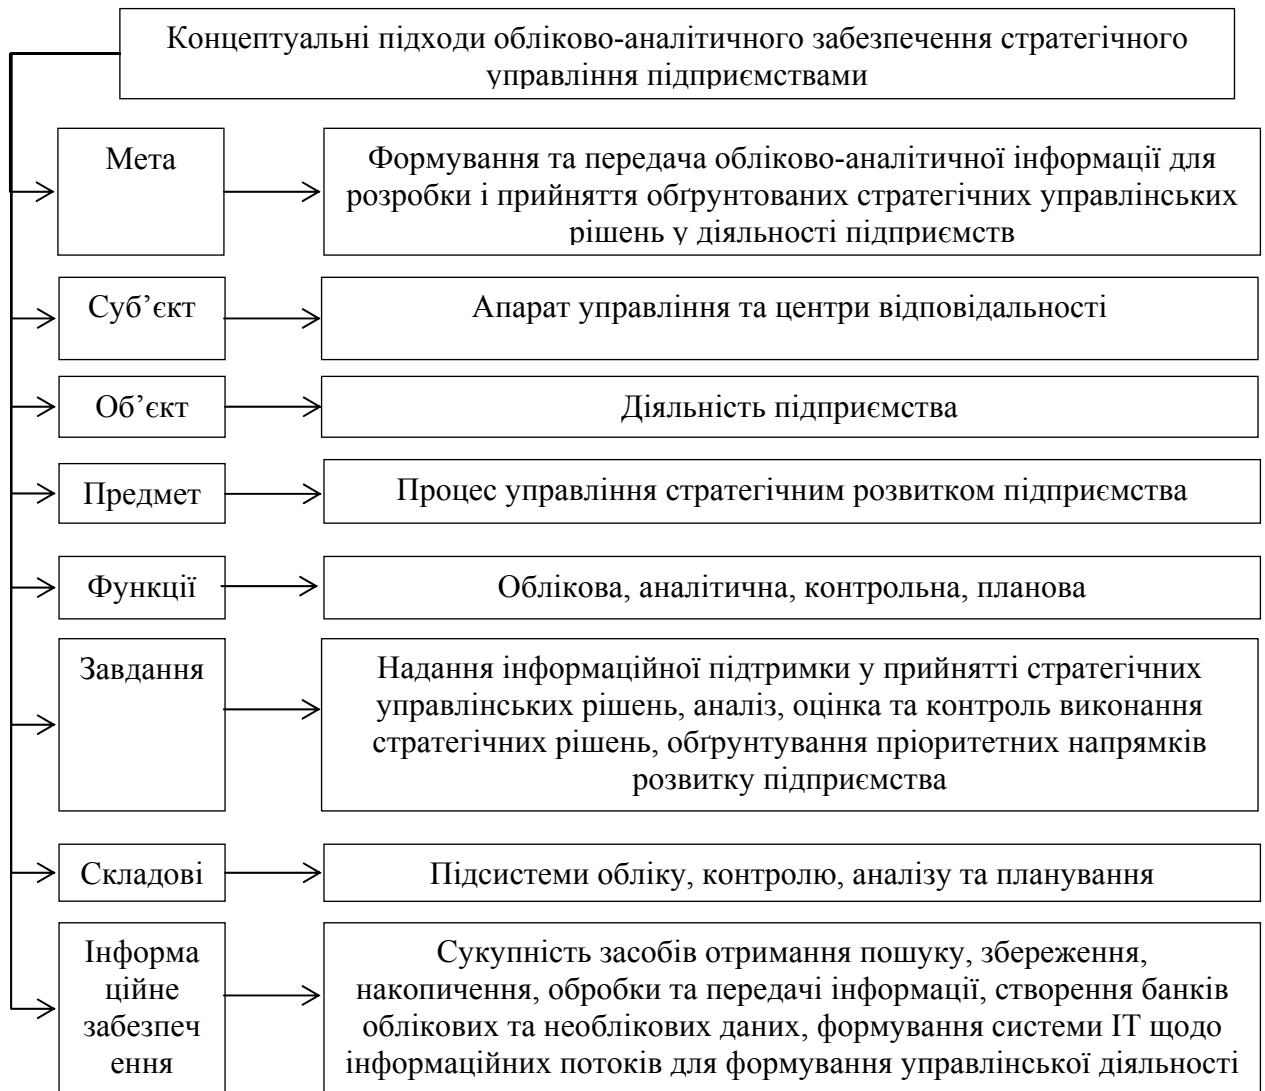 Концептуальні підходи обліково-аналітичного забезпечення стратегічного
управління підприємствами
Мета
Формування та передача обліково-аналітичної інформації для
розробки і прийняття обґрунтованих стратегічних управлінських
рішень у діяльності підприємств
Суб’єкт
Апарат управління та центри відповідальності
Об’єкт
Діяльність підприємства
Предмет
Процес управління стратегічним розвитком підприємства
Функції
Облікова, аналітична, контрольна, планова
Завдання
Надання інформаційної підтримки у прийнятті стратегічних
управлінських рішень, аналіз, оцінка та контроль виконання
стратегічних рішень, обґрунтування пріоритетних напрямків
розвитку підприємства
Складові
Підсистеми обліку, контролю, аналізу та планування
Інформа
ційне
забезпеч
ення
Сукупність засобів отримання пошуку, збереження,
накопичення, обробки та передачі інформації, створення банків
облікових та необлікових даних, формування системи ІТ щодо
інформаційних потоків для формування управлінської діяльності